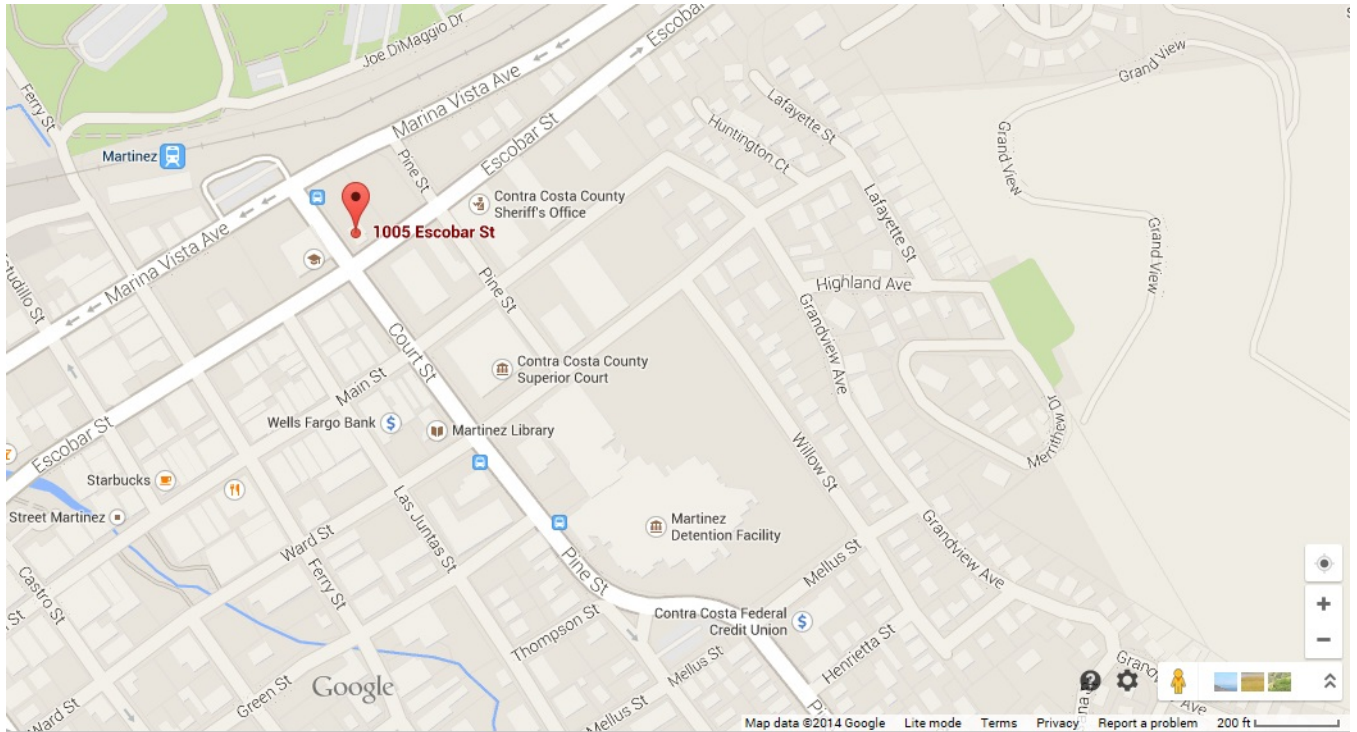 Joe DiMaggio Dr
Escobar
Ferry St
Marina Vista Ave
Grand View
Lafayette St
Escobar St
Huntington Ct
Grand View
Martinez
Pine St
Contra Costa County
Sheriff's Office
Lafayette St
1005 Escobar St
Grand View
Marina Vista Ave
Pine St
Highland Ave
Court St
Grandview Ave
Contra Costa County
Superior Court
Main St
Wells Fargo Bank
Martinez Library
Merrithew Dr
Escobar St
Willow St
Starbucks
Street Martinez
Las Juntas St
Martinez
Detention Facility
Ward St
Grandview Ave
Pine St
Mellus St
Ferry St
Castro St
St
Contra Costa Federal
Credit Union
Thompson St
Henrietta St
Mellus St
Green St
Google
Ward St
Mellus St
Map data ©2014 Google
Lite mode
Terms
Privacy
Report a problem
200 ft